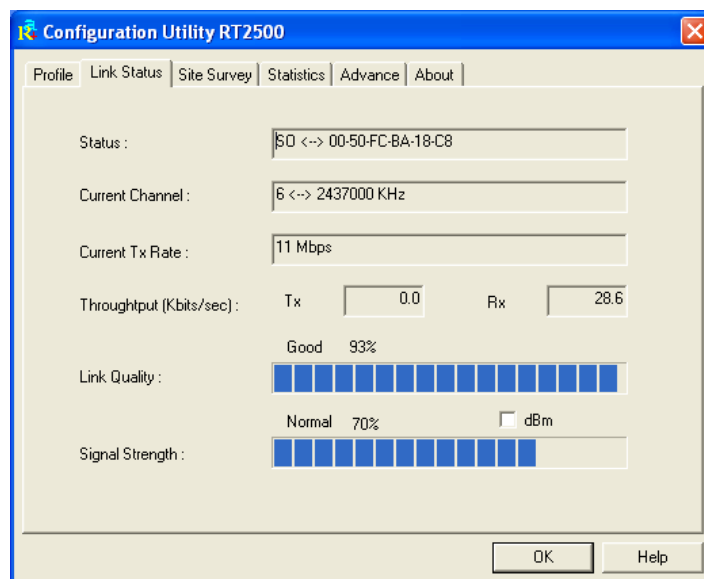 Configuration Utility RT2500
Profile Link Status Site Survey Statistics Advance About
Status : SO <--> 00-50-FC-BA-18-C8
Current Channel : 6 <--> 2437000 KHz
Current Tx Rate : 11 Mbps
Throughtput (Kbits/sec) : Tx 0.0 Rx 28.6
Good 93%
Link Quality :
Normal 70% dBm
Signal Strength :
OK Help